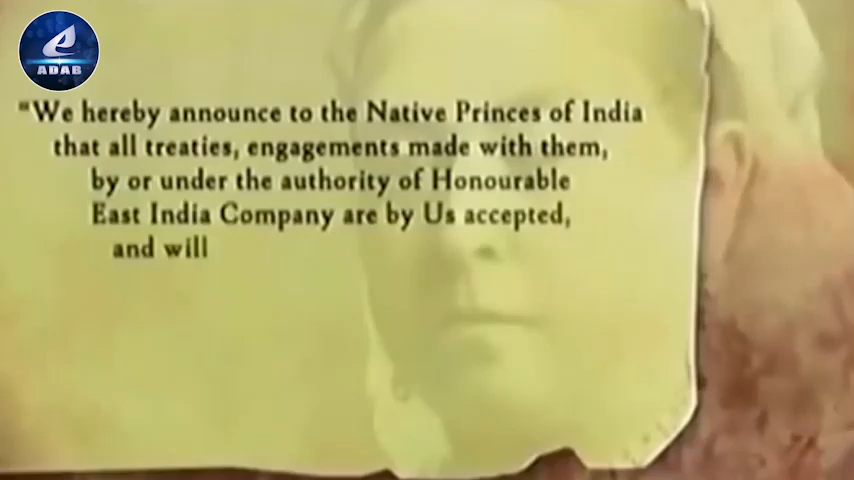 e
ADAB
"We hereby announce to the Native Princes of India
that all treaties, engagements made with them,
by or under the authority of Honourable
East India Company are by Us accepted,
and will